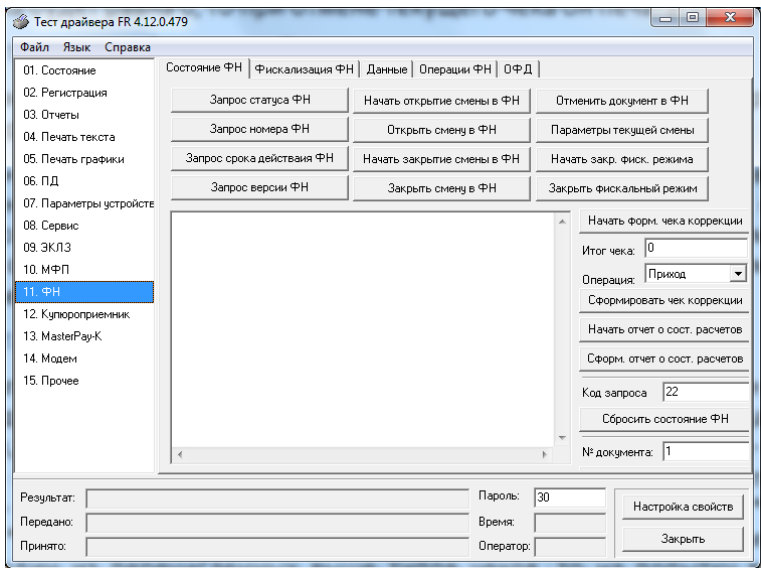 Тест драйвера FR 4.12.0.479
Файл Язык Справка
01. Состояние
02. Регистрация
03. Отчеты
04. Печать текста
05. Печать графики
06. ПД
07. Параметры устройств
08. Сервис
09. ЭКЛЗ
10. МФП
11. ФН
12. Купюроприемник
13. MasterPay-K
14. Модем
15. Прочее
Состояние ФН Фискализация ФН Данные Операции ФН ОФД
Запрос статуса ФН Начать открытие смены в ФН Отменить документ в ФН
Запрос номера ФН Открыть смену в ФН Параметры текущей смены
Запрос срока действаия ФН Начать закрытие смены в ФН Начать закр. фиск. режима
Запрос версии ФН Закрыть смену в ФН Закрыть фискальный режим
Начать форм. чека коррекции
Итог чека: 0
Операция: Приход
Сформировать чек коррекции
Начать отчет о сост. расчетов
Сформ. отчет о сост. расчетов
Код запроса 22
Сбросить состояние ФН
№ документа: 1
Результат: Пароль: 30
Передано: Время:
Принято: Оператор:
Настройка свойств
Закрыть